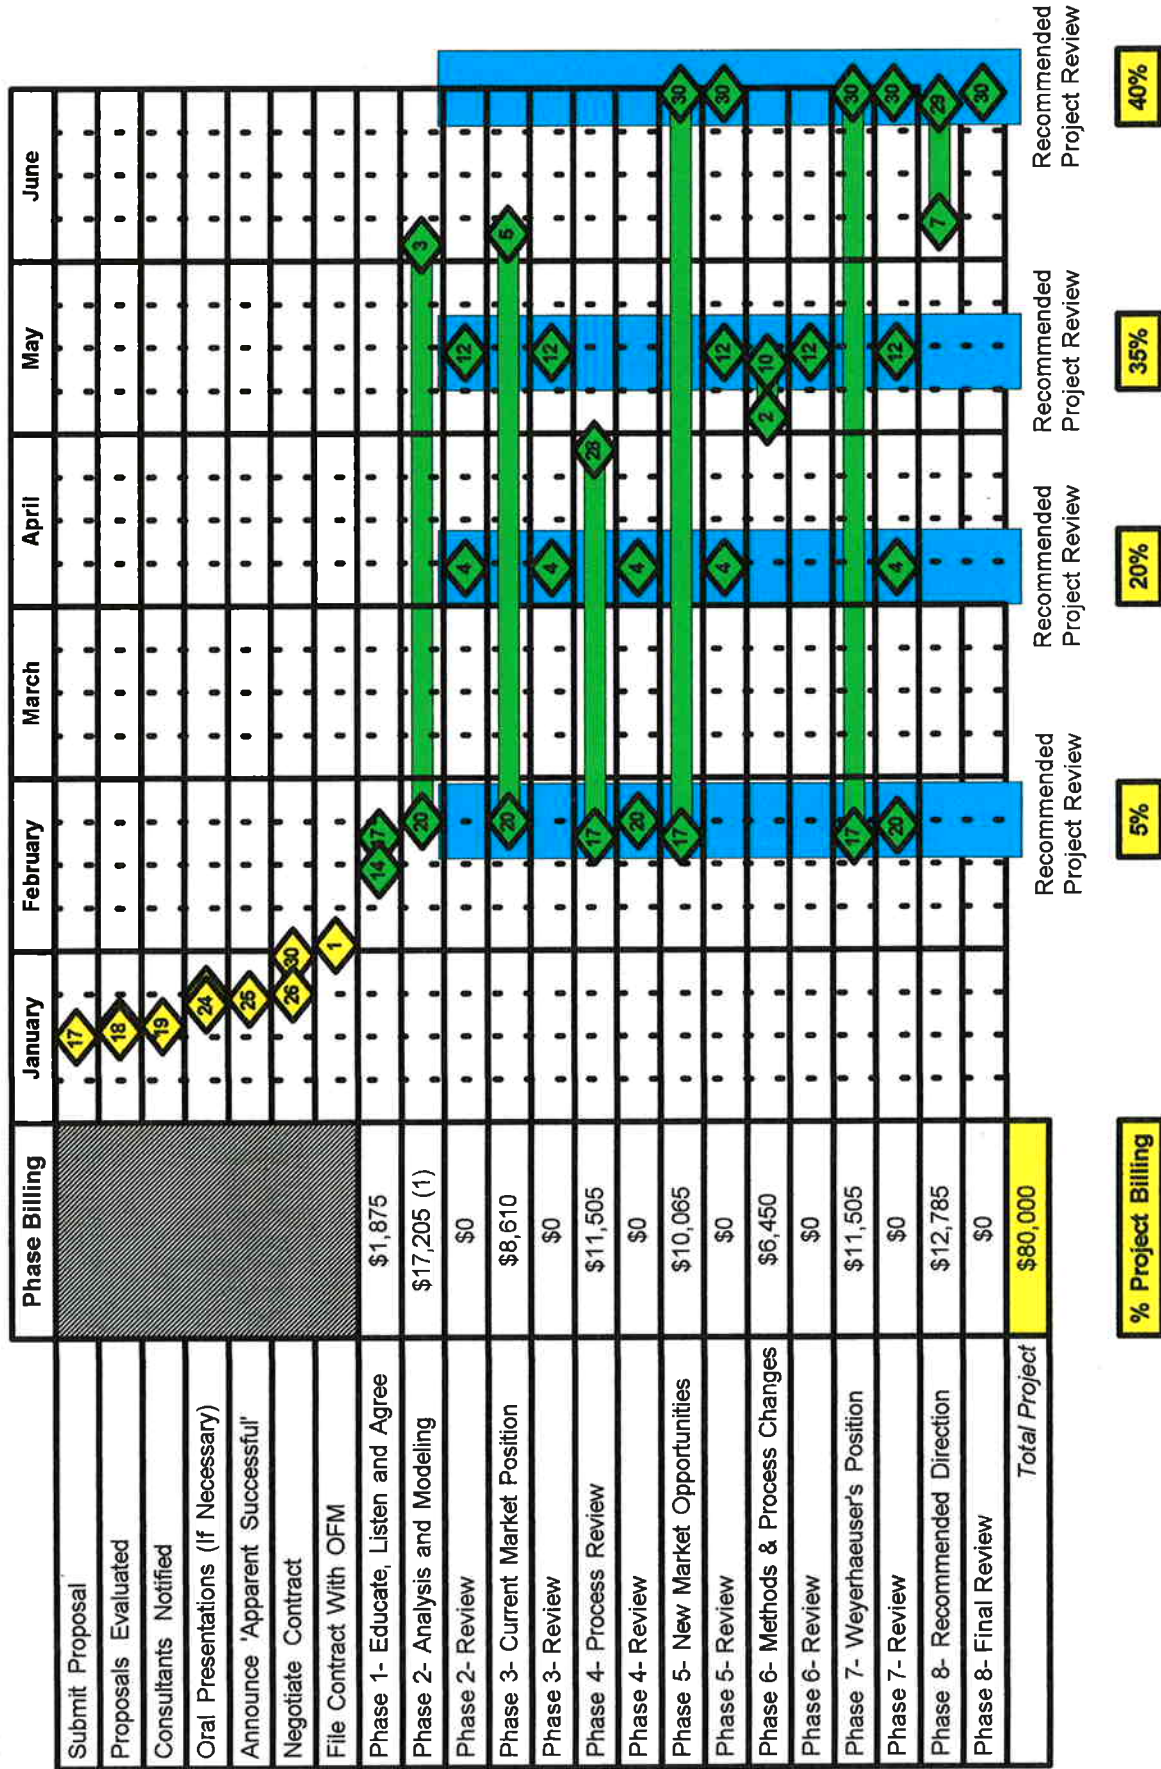 Phase Billing January February March April May June
Submit Proposal 17
Proposals Evaluated 18
Consultants Notified 19
Oral Presentations (If Necessary) 24
Announce 'Apparent Successful' 25
Negotiate Contract 26 30
File Contract With OFM 1
Phase 1- Educate, Listen and Agree $1,875 14 17
Phase 2- Analysis and Modeling $17,205 (1) 20 3
Phase 2- Review $0 4 12
Phase 3- Current Market Position $8,610 20 5
Phase 3- Review $0 4 12
Phase 4- Process Review $11,505 17 28
Phase 4- Review $0 20 4
Phase 5- New Market Opportunities $10,065 17 30
Phase 5- Review $0 4 12 30
Phase 6- Methods & Process Changes $6,450 2 10
Phase 6- Review $0 12
Phase 7- Weyerhaeuser's Position $11,505 17 30
Phase 7- Review $0 20 4 12 30
Phase 8- Recommended Direction $12,785 7 29
Phase 8- Final Review $0 30
Total Project $80,000
Recommended Recommended Recommended Recommended
Project Review Project Review Project Review Project Review
% Project Billing 5% 20% 35% 40%